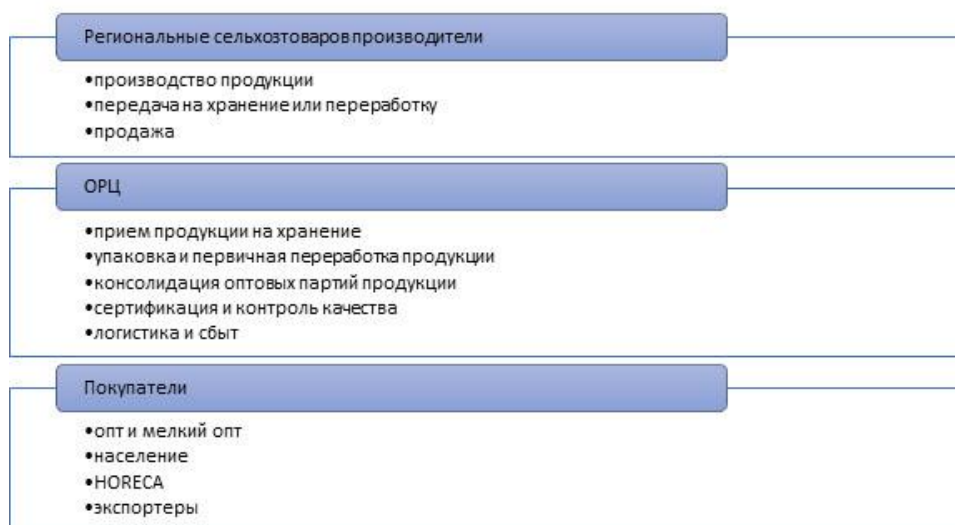 Региональные сельхозтоваровпроизводители
•производство продукции
•передача на хранение или переработку
•продажа
ОРЦ
•прием продукции на хранение
•упаковка и первичная переработка продукции
•консолидация оптовых партий продукции
•сертификация и контроль качества
•логистика и сбыт
Покупатели
•опт и мелкий опт
•население
•HORECA
•экспортеры